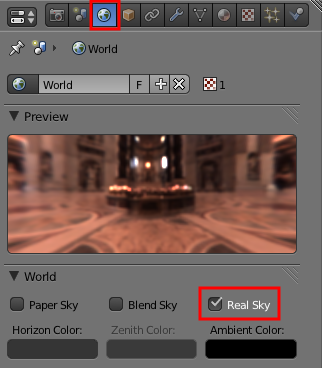 World
World F
1
Preview
World
Paper Sky Blend Sky Real Sky
Horizon Color: Zenith Color: Ambient Color: